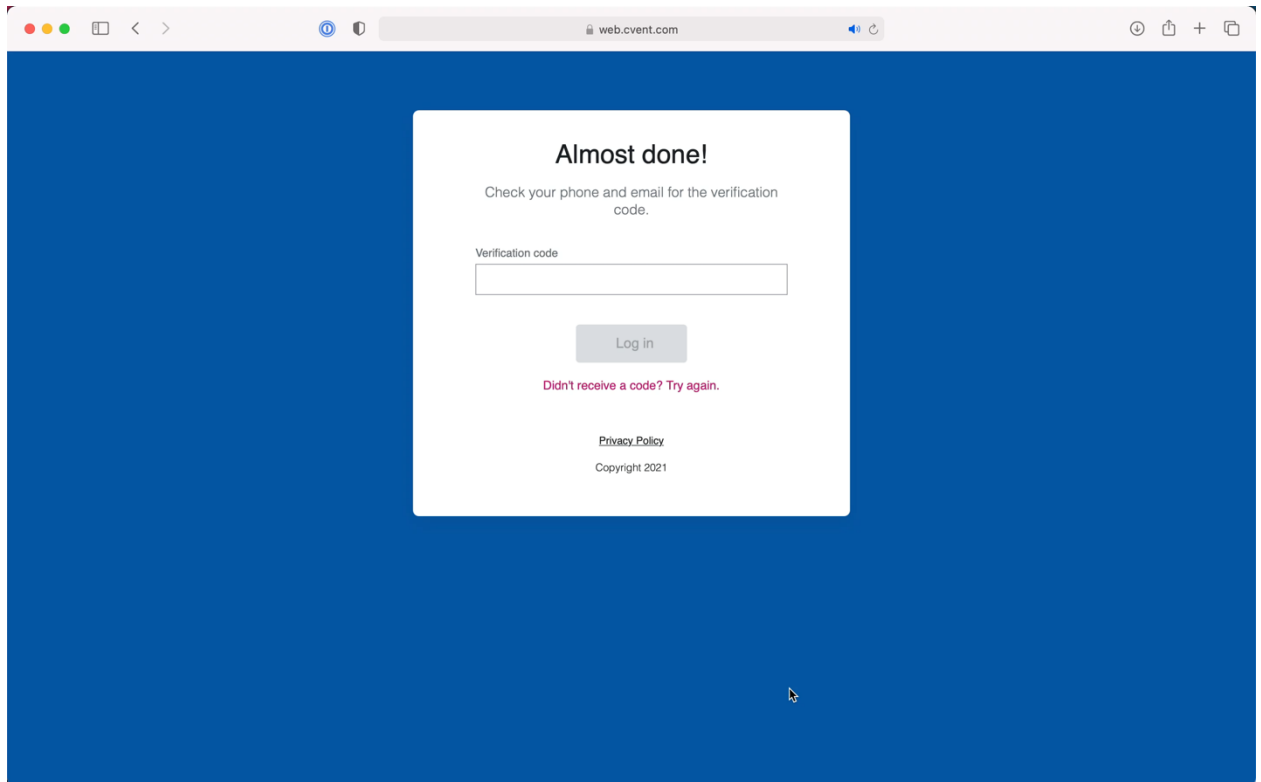 web.cvent.com
Almost done!
Check your phone and email for the verification
code.
Verification code
Log in
Didn't receive a code? Try again.
Privacy Policy
Copyright 2021